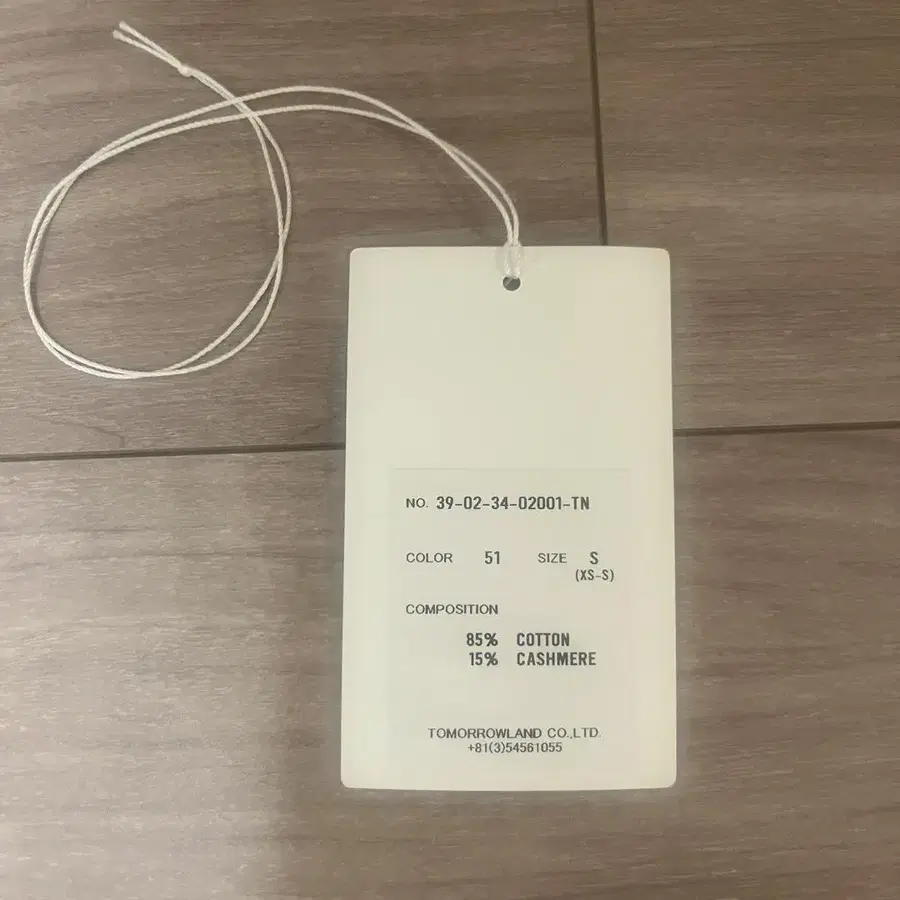 NO. 39-02-34-02001-TN
COLOR 51 SIZE S
(XS-S)
COMPOSITION
85% COTTON
15% CASHMERE
TOMORROWLAND CO.,LTD.
+81(3)54561055